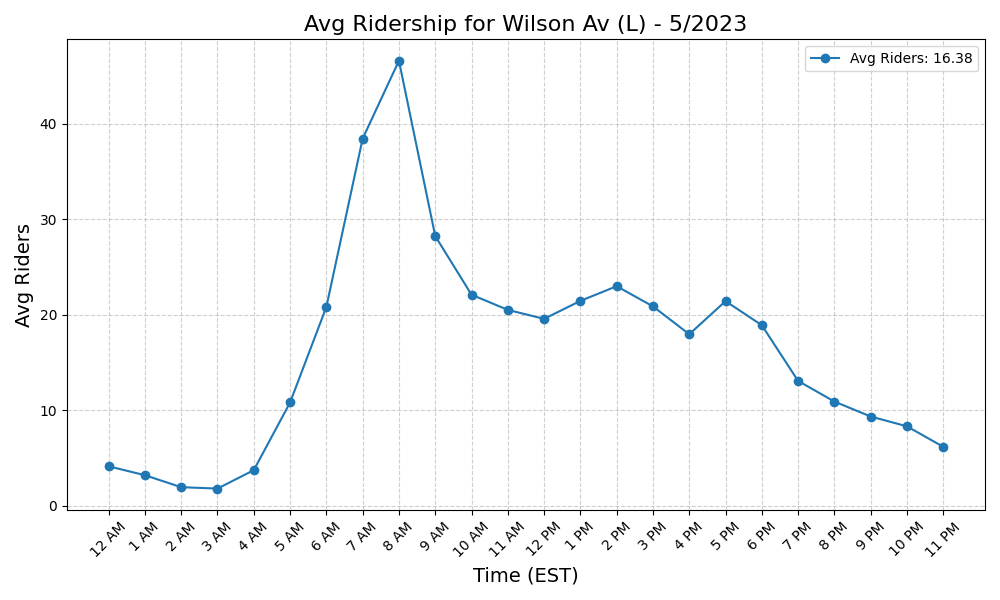 Avg Ridership for Wilson Av (L) - 5/2023
Avg Riders: 16.38
Avg Riders
40
30
20
10
0
12 AM
1 AM
2 AM
3 AM
4 AM
5 AM
6 AM
7 AM
8 AM
9 AM
10 AM
11 AM
12 PM
1 PM
2 PM
3 PM
4 PM
5 PM
6 PM
7 PM
8 PM
9 PM
10 PM
11 PM
Time (EST)